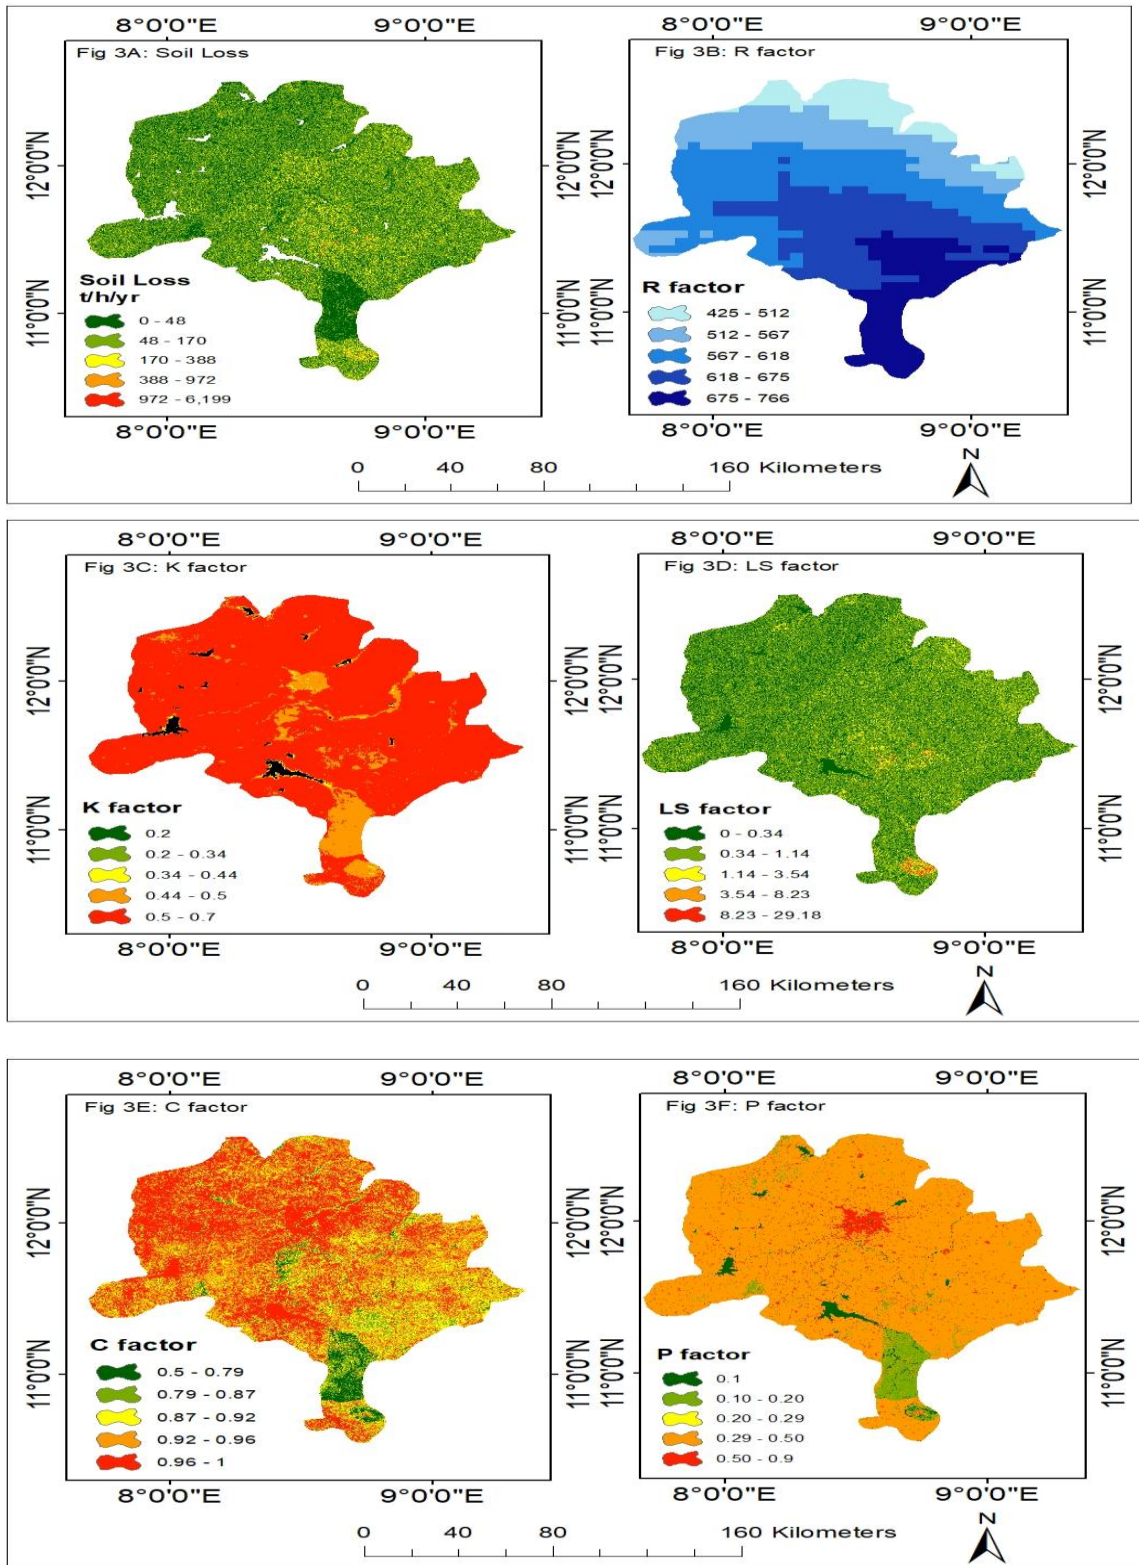 8°0'0"E 9°0'0"E 8°0'0"E 9°0'0"E
Fig 3A: Soil Loss
Fig 3B: R factor
12°0'0"N 12°0'0"N 12°0'0"N
11°0'0"N 11°0'0"N 11°0'0"N
Soil Loss
t/h/yr
0 - 48
48 - 170
170 - 388
388 - 972
972 - 6,199
R factor
425 - 512
512 - 567
567 - 618
618 - 675
675 - 766
8°0'0"E 9°0'0"E 8°0'0"E 9°0'0"E
0 40 80 160 Kilometers
N
8°0'0"E 9°0'0"E 8°0'0"E 9°0'0"E
Fig 3C: K factor
Fig 3D: LS factor
12°0'0"N 12°0'0"N 12°0'0"N 12°0'0"N
11°0'0"N 11°0'0"N 11°0'0"N 11°0'0"N
K factor
0.2
0.2 - 0.34
0.34 - 0.44
0.44 - 0.5
0.5 - 0.7
LS factor
0 - 0.34
0.34 - 1.14
1.14 - 3.54
3.54 - 8.23
8.23 - 29.18
8°0'0"E 9°0'0"E 8°0'0"E 9°0'0"E
0 40 80 160 Kilometers
N
8°0'0"E 9°0'0"E 8°0'0"E 9°0'0"E
Fig 3E: C factor
Fig 3F: P factor
12°0'0"N 12°0'0"N 12°0'0"N 12°0'0"N
11°0'0"N 11°0'0"N 11°0'0"N 11°0'0"N
C factor
0.5 - 0.79
0.79 - 0.87
0.87 - 0.92
0.92 - 0.96
0.96 - 1
P factor
0.1
0.10 - 0.20
0.20 - 0.29
0.29 - 0.50
0.50 - 0.9
8°0'0"E 9°0'0"E 8°0'0"E 9°0'0"E
0 40 80 160 Kilometers
N